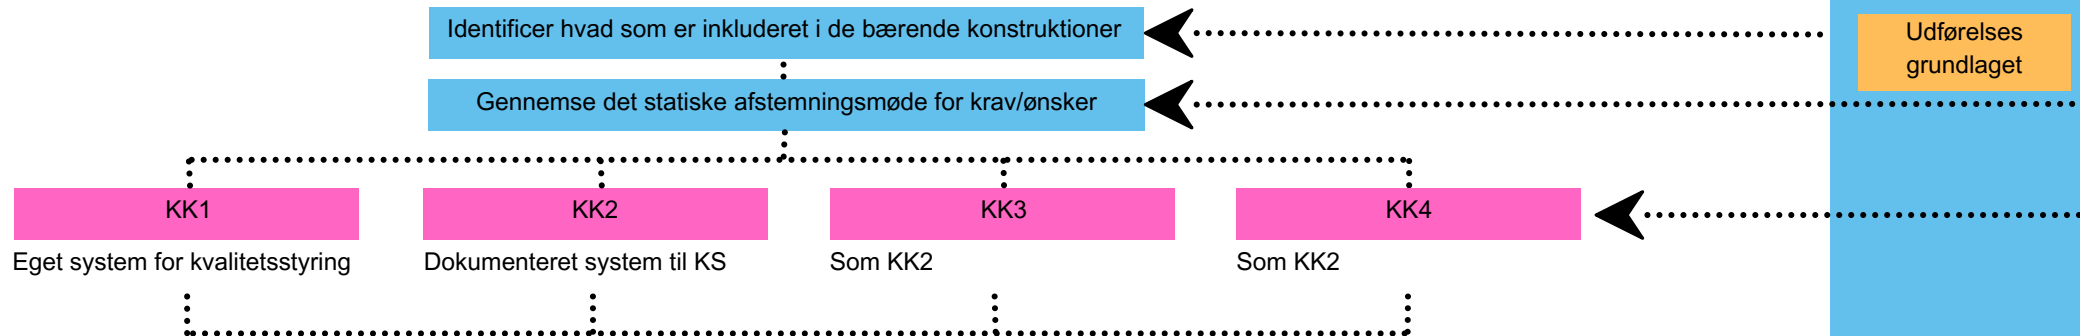 Identificer hvad som er inkluderet i de bærende konstruktioner
Udførelses
grundlaget
Gennemse det statiske afstemningsmøde for krav/ønsker
KK1
KK2
KK3
KK4
Eget system for kvalitetsstyring
Dokumenteret system til KS
Som KK2
Som KK2